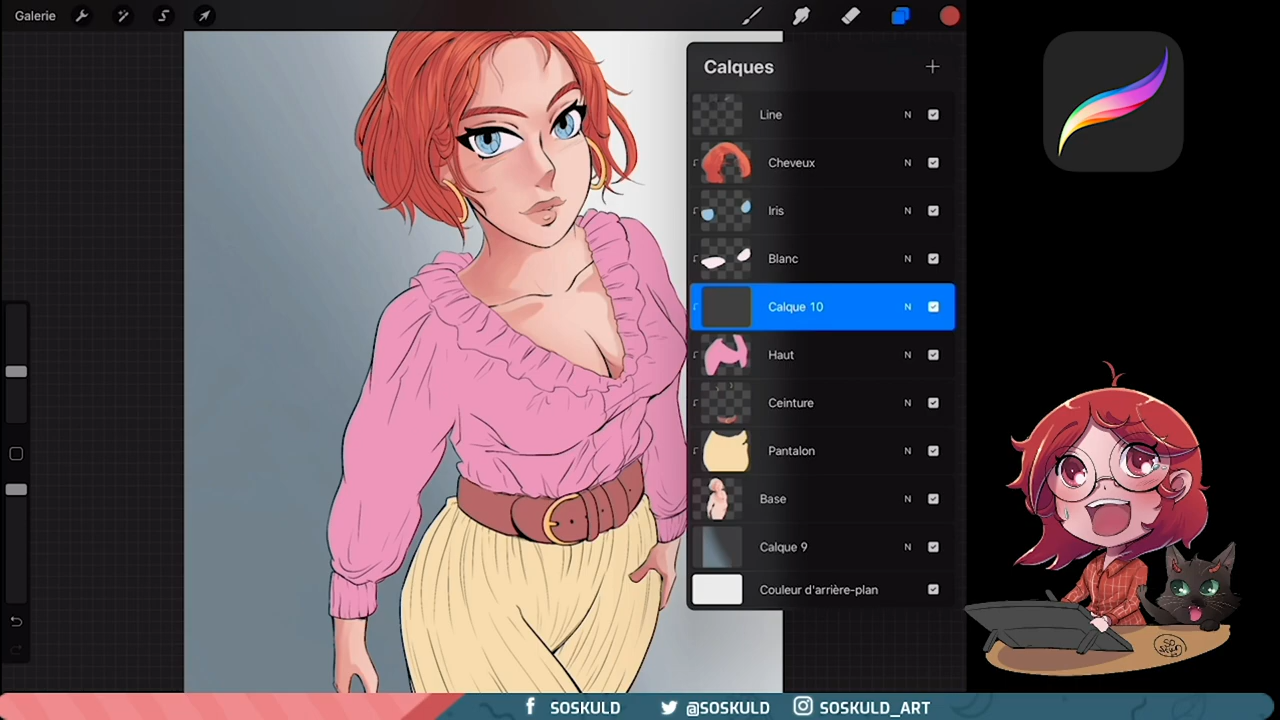 Galerie
Calques
Line N
Cheveux N
Iris N
Blanc N
Calque 10 N
Haut N
Ceinture N
Pantalon N
Base N
Calque 9 N
Couleur d'arrière-plan
SOSKULD @SOSKULD SOSKULD_ART